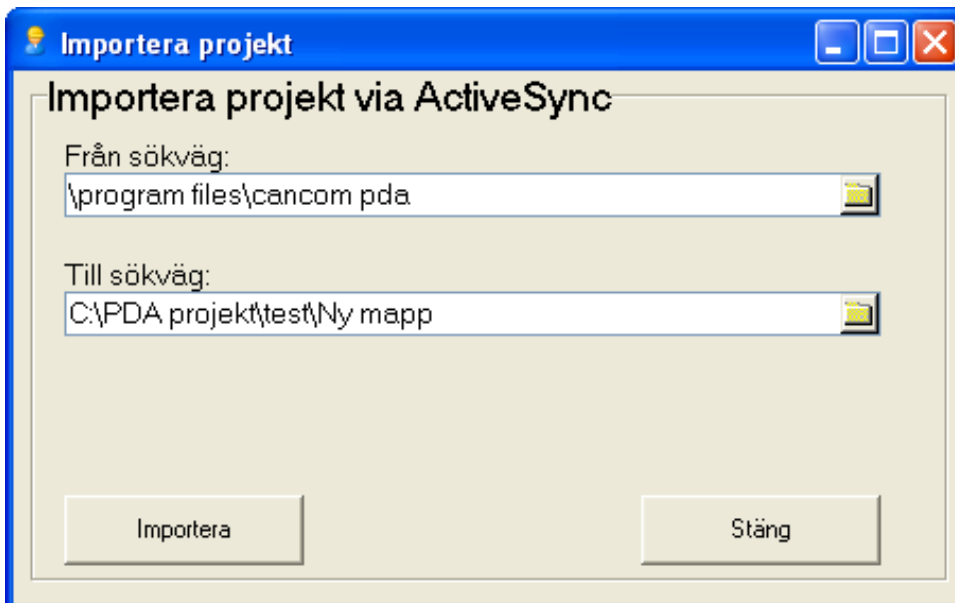 Importera projekt
Importera projekt via ActiveSync
Från sökväg:
\program files\cancom pda
Till sökväg:
C:\PDA projekt\test\Ny mapp
Importera
Stäng